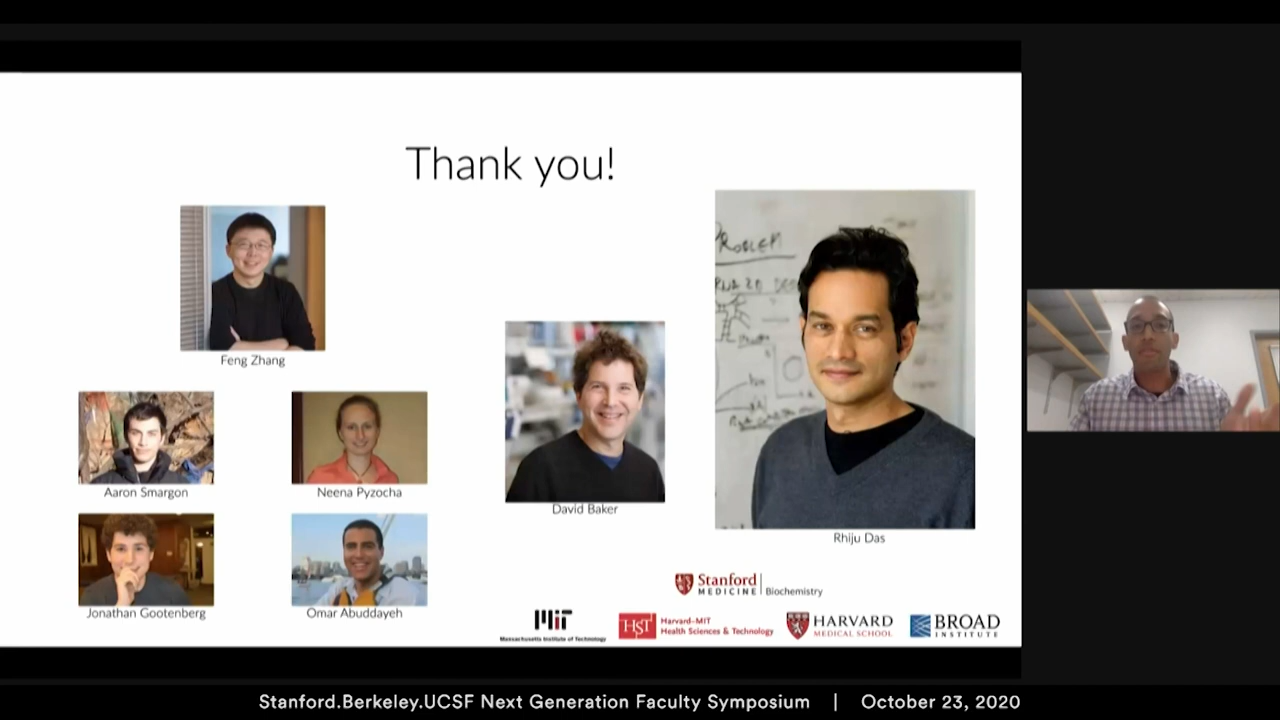 Thank you!
PROBLEM
Feng Zhang
Aaron Smargon
Neena Pyzocha
David Baker
Rhiju Das
Jonathan Gootenberg
Omar Abuddayeh
Stanford
MEDICINE
Biochemistry
MIT
Massachusetts Institute of Technology
HST
Harvard–MIT
Health Sciences & Technology
HARVARD
MEDICAL SCHOOL
BROAD
INSTITUTE
Stanford.Berkeley.UCSF Next Generation Faculty Symposium | October 23, 2020